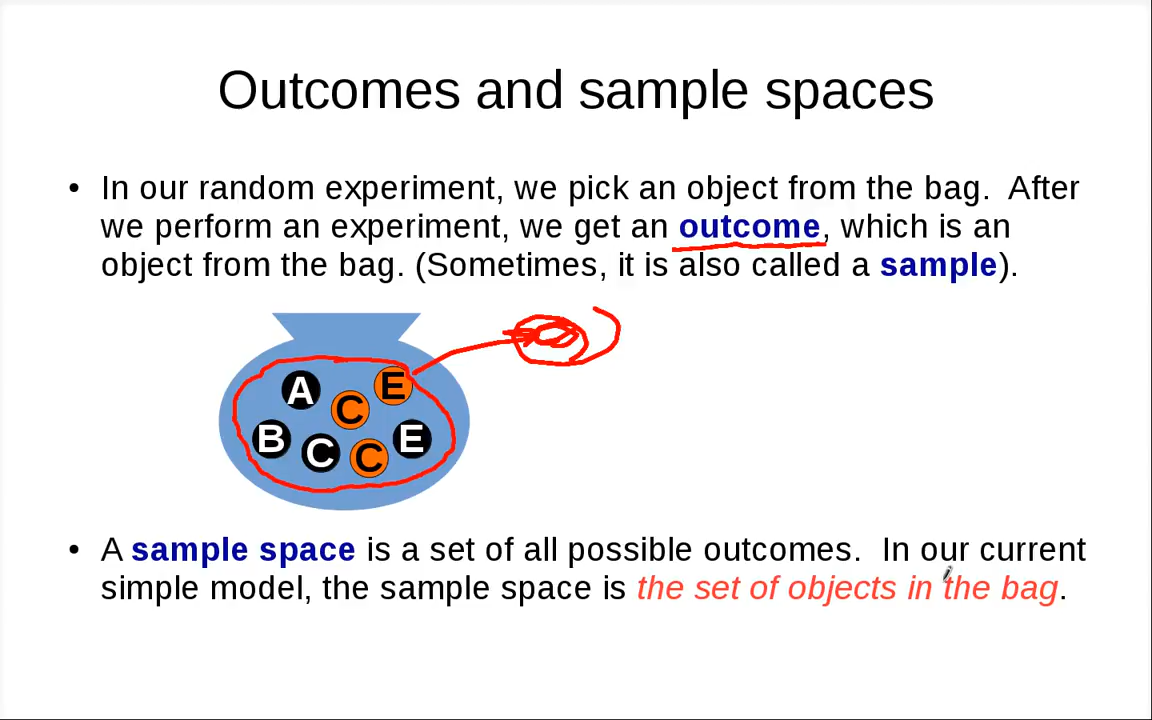 Outcomes and sample spaces
• In our random experiment, we pick an object from the bag.  After
we perform an experiment, we get an outcome, which is an
object from the bag. (Sometimes, it is also called a sample).
A C E
B C C E
• A sample space is a set of all possible outcomes.  In our current
simple model, the sample space is the set of objects in the bag.